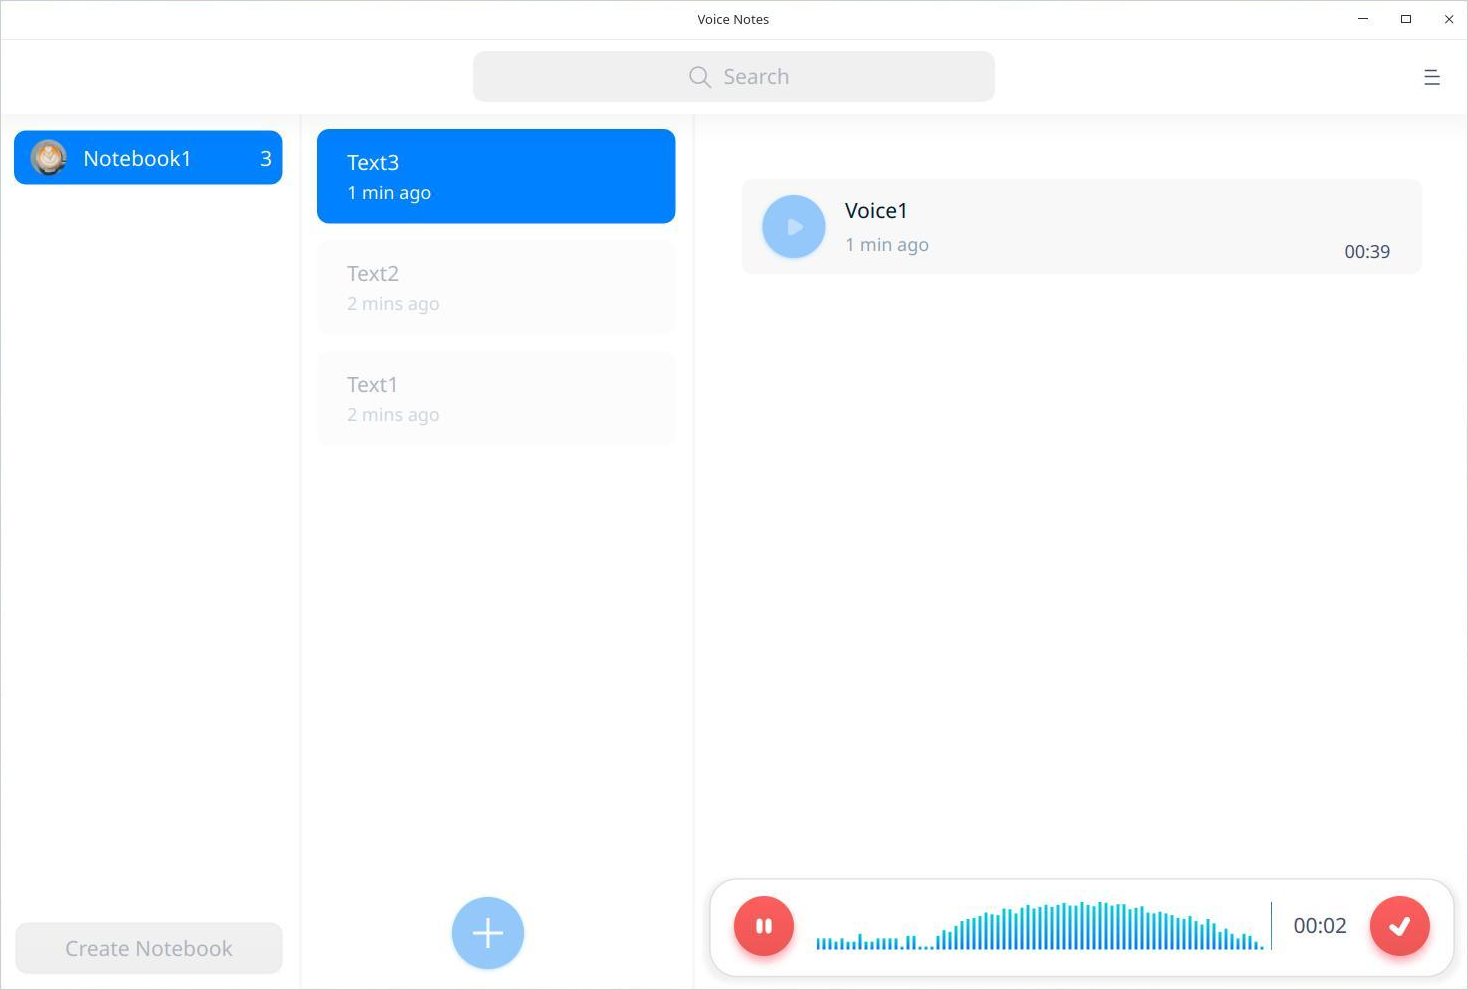 Voice Notes
Search
Notebook1 3
Text3
1 min ago
Text2
2 mins ago
Text1
2 mins ago
Create Notebook
Voice1
1 min ago
00:39
00:02